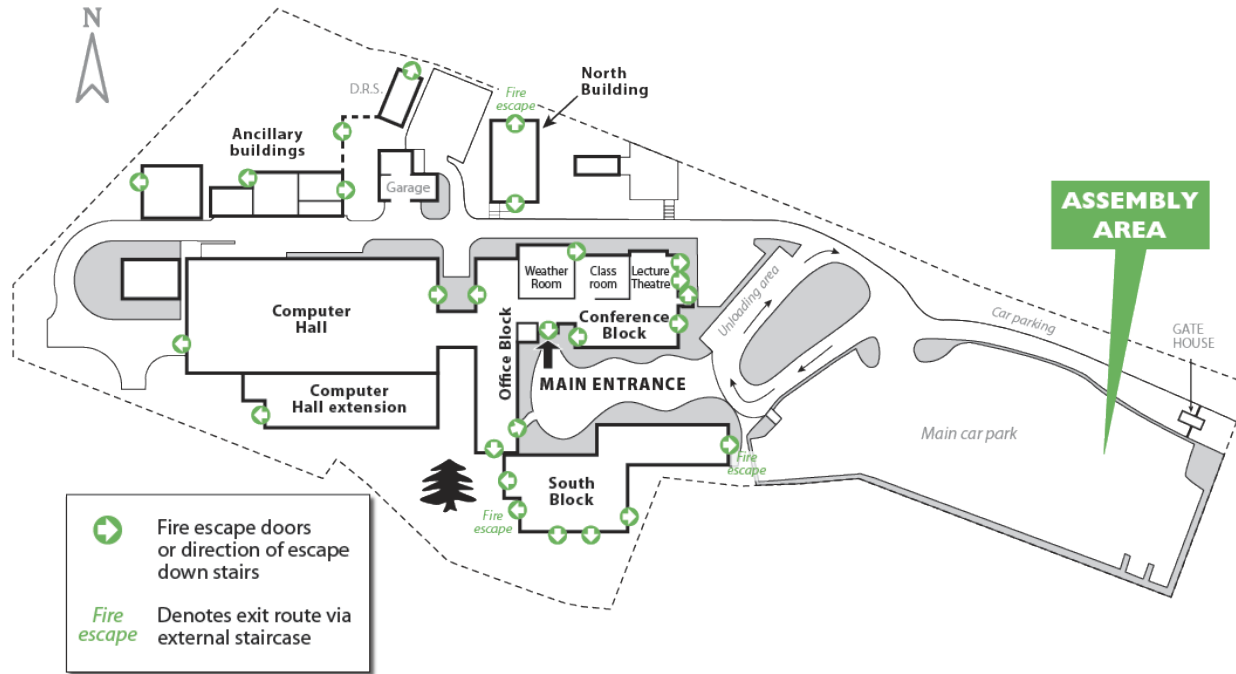 N
D.R.S.
Fire
escape
North
Building
Ancillary
buildings
Garage
ASSEMBLY
AREA
Weather
Room
Class
room
Lecture
Theatre
Computer
Hall
Conference
Block
Office Block
Unloading area
Car parking
GATE
HOUSE
MAIN ENTRANCE
Computer
Hall extension
Main car park
Fire
escape
South
Block
Fire
escape
Fire escape doors
or direction of escape
down stairs
Fire
escape
Denotes exit route via
external staircase